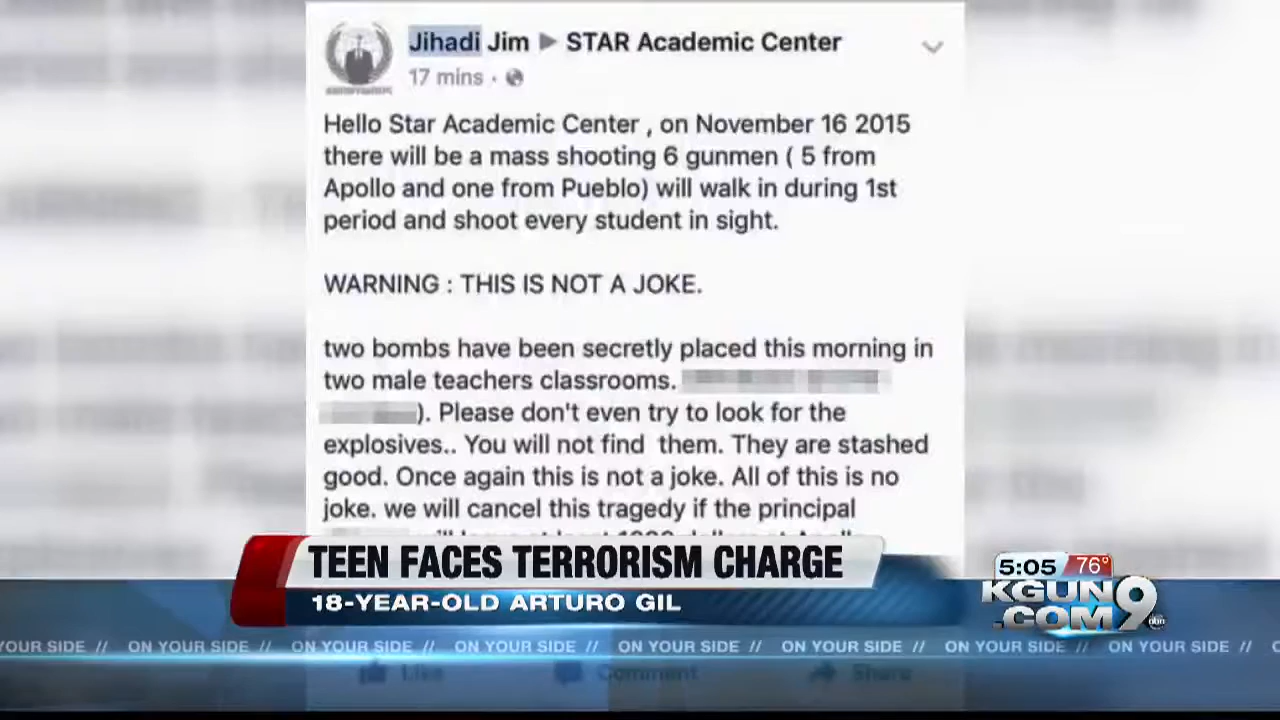 Jihadi Jim ▶ STAR Academic Center
17 mins ·
Hello Star Academic Center , on November 16 2015
there will be a mass shooting 6 gunmen ( 5 from
Apollo and one from Pueblo) will walk in during 1st
period and shoot every student in sight.
WARNING : THIS IS NOT A JOKE.
two bombs have been secretly placed this morning in
two male teachers classrooms.
). Please don't even try to look for the
explosives.. You will not find them. They are stashed
good. Once again this is not a joke. All of this is no
joke. we will cancel this tragedy if the principal
TEEN FACES TERRORISM CHARGE
18-YEAR-OLD ARTURO GIL
5:05 76°
KGUN 9
.COM abc
YOUR SIDE // ON YOUR SIDE // ON YOUR SIDE // ON YOUR SIDE // ON YOUR SIDE // ON YOUR SIDE // ON YOUR SIDE // ON YOUR SIDE //
Like Comment Share